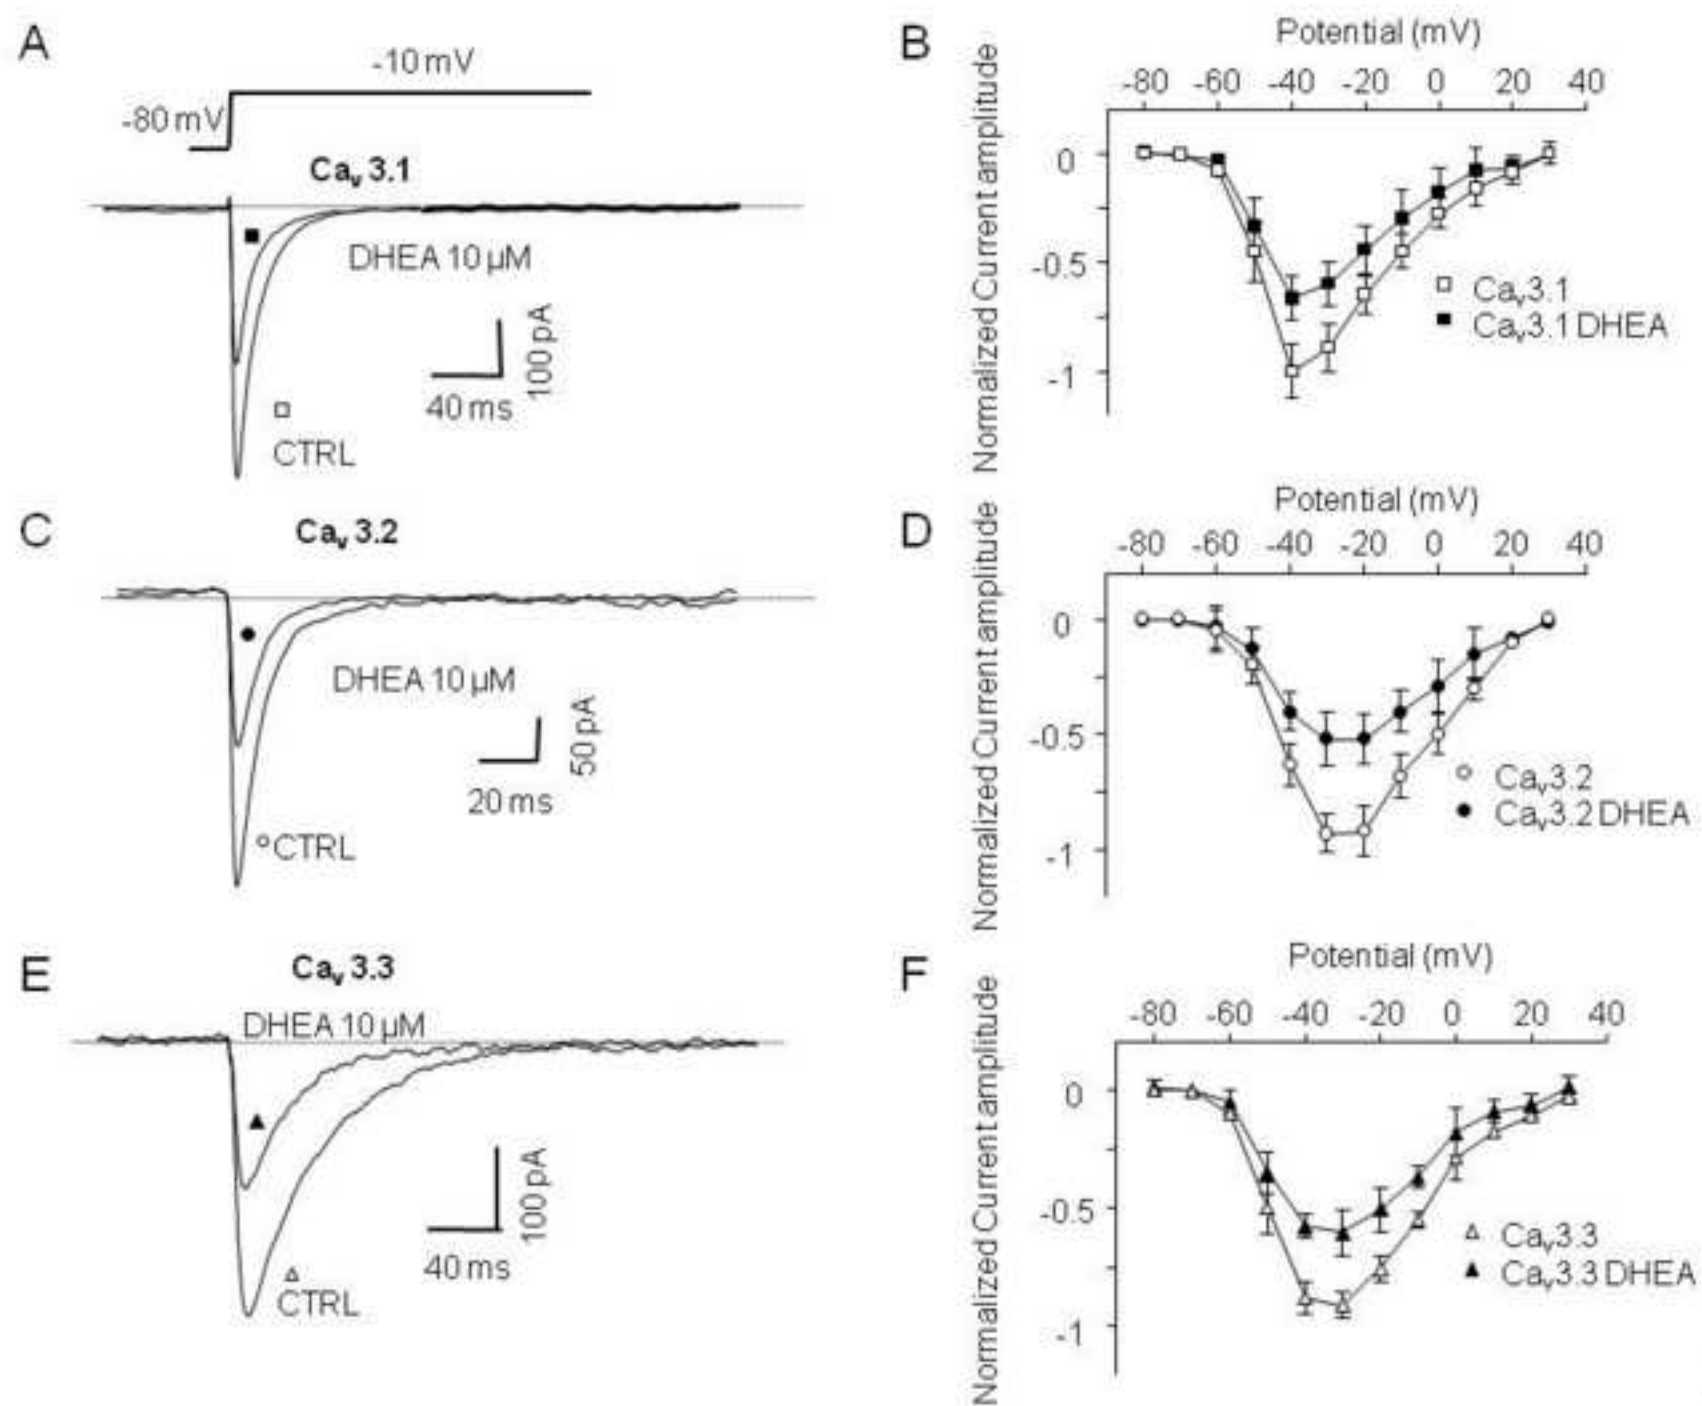 A
-10 mV
-80 mV
Cav 3.1
DHEA 10 µM
100 pA
40 ms
CTRL
B
Potential (mV)
-80 -60 -40 -20 0 20 40
Normalized Current amplitude
0
-0.5
-1
Cav3.1
Cav3.1 DHEA
C
Cav 3.2
DHEA 10 µM
50 pA
20 ms
CTRL
D
Potential (mV)
-80 -60 -40 -20 0 20 40
Normalized Current amplitude
0
-0.5
-1
Cav3.2
Cav3.2 DHEA
E
Cav 3.3
DHEA 10 µM
100 pA
40 ms
CTRL
F
Potential (mV)
-80 -60 -40 -20 0 20 40
Normalized Current amplitude
0
-0.5
-1
Cav3.3
Cav3.3 DHEA